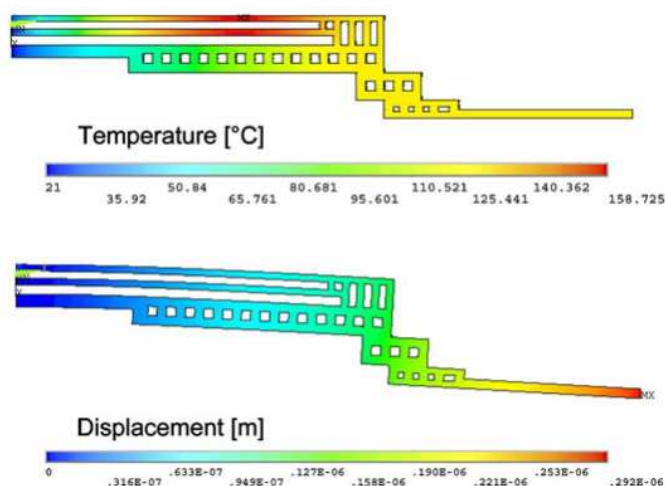 MX
Temperature [°C]
21 50.84 80.681 110.521 140.362
35.92 65.761 95.601 125.441 158.725
MX
Displacement [m]
0 .633E-07 .127E-06 .190E-06 .253E-06
.316E-07 .949E-07 .158E-06 .221E-06 .292E-06